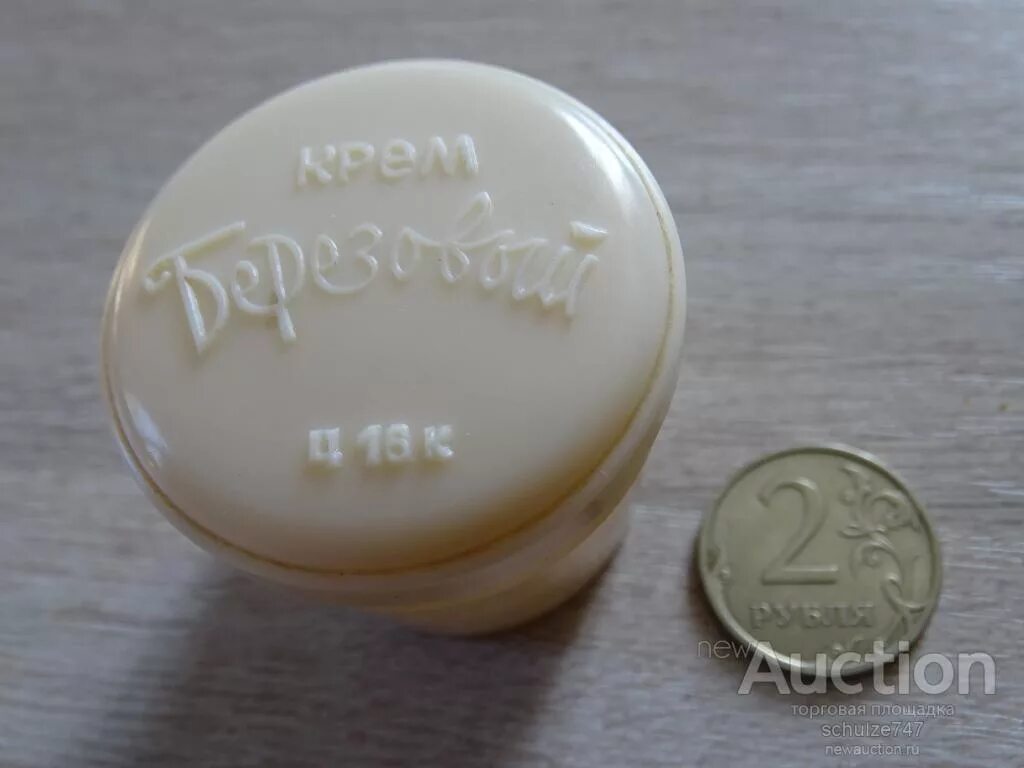 крем
Березовый
Ц 16 к
2
РУБЛЯ
newAuction
торговая площадка
schulze747
newauction.ru